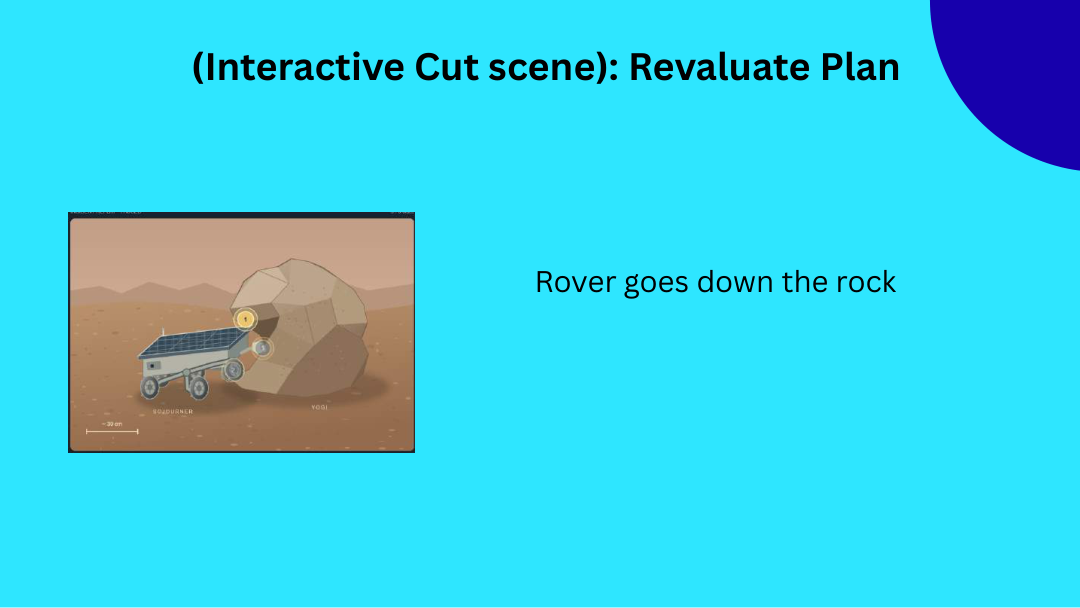 (Interactive Cut scene): Revaluate Plan
Rover goes down the rock
SOJOURNER
YOGI